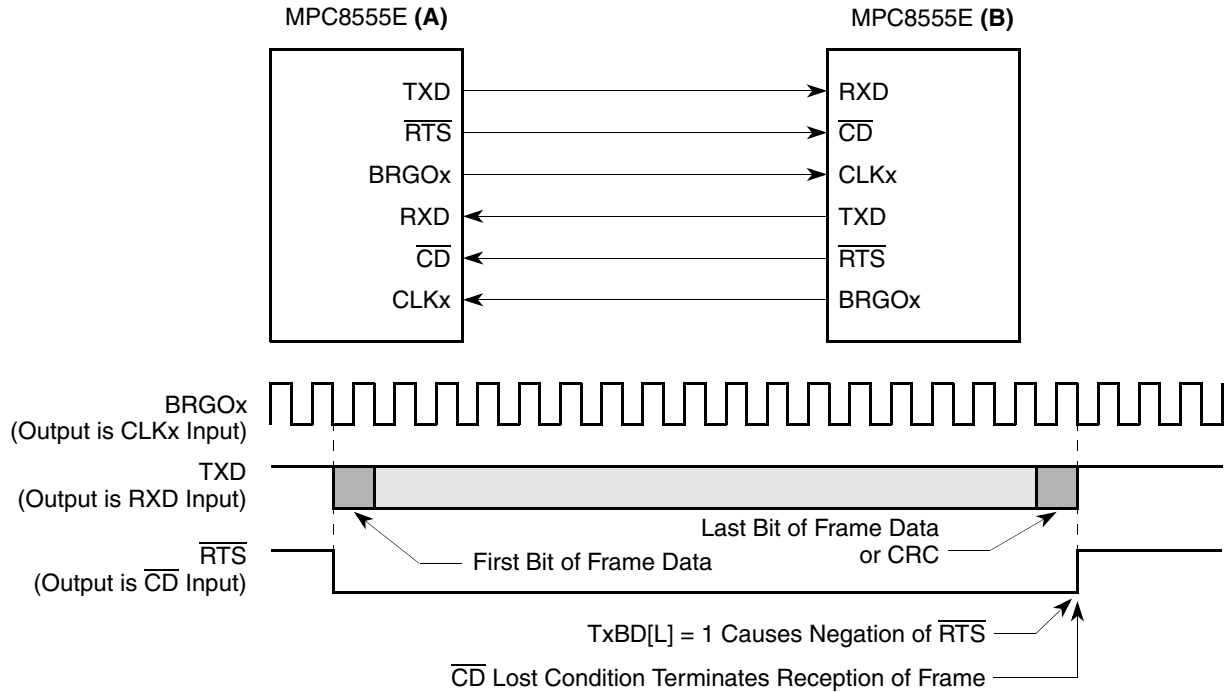 MPC8555E (A)
MPC8555E (B)
TXD
RTS
BRGOx
RXD
CD
CLKx
RXD
CD
CLKx
TXD
RTS
BRGOx
BRGOx
(Output is CLKx Input)
TXD
(Output is RXD Input)
Last Bit of Frame Data
or CRC
First Bit of Frame Data
RTS
(Output is CD Input)
TxBD[L] = 1 Causes Negation of RTS
CD Lost Condition Terminates Reception of Frame